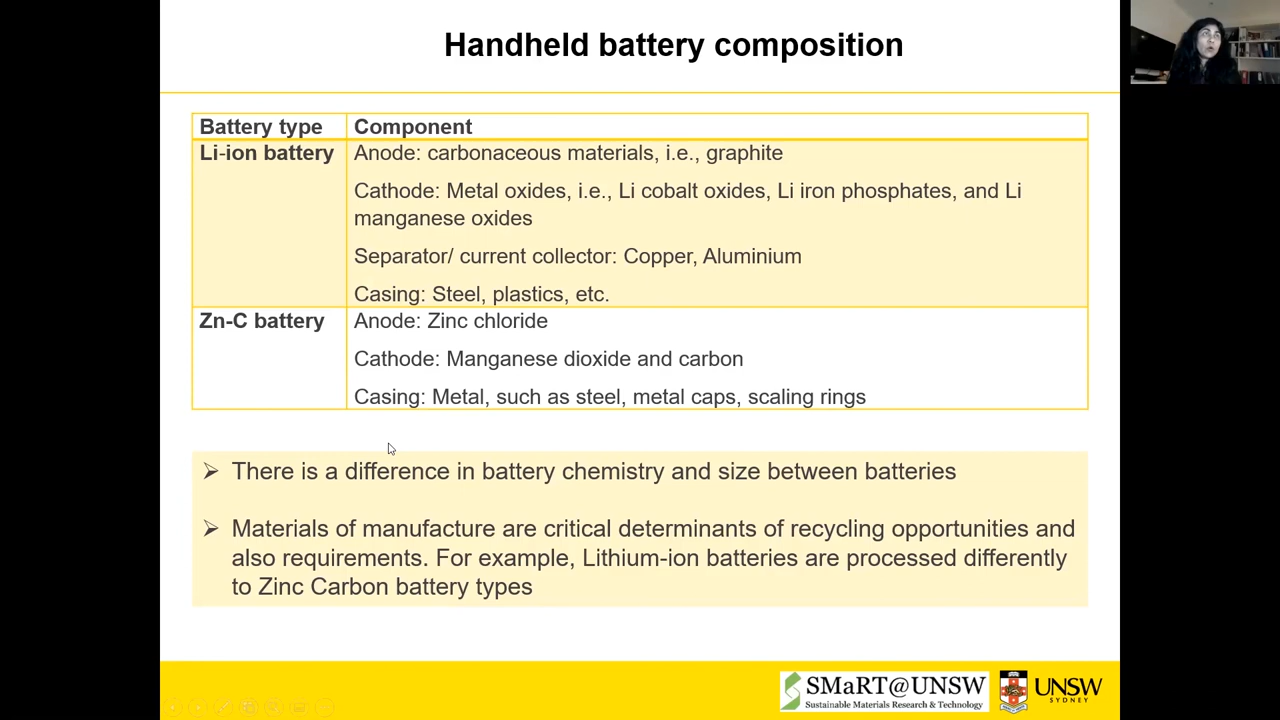 Handheld battery composition
Battery type Component
Li-ion battery Anode: carbonaceous materials, i.e., graphite
Cathode: Metal oxides, i.e., Li cobalt oxides, Li iron phosphates, and Li
manganese oxides
Separator/ current collector: Copper, Aluminium
Casing: Steel, plastics, etc.
Zn-C battery Anode: Zinc chloride
Cathode: Manganese dioxide and carbon
Casing: Metal, such as steel, metal caps, scaling rings
There is a difference in battery chemistry and size between batteries
Materials of manufacture are critical determinants of recycling opportunities and
also requirements. For example, Lithium-ion batteries are processed differently
to Zinc Carbon battery types
SMaRT@UNSW
Sustainable Materials Research & Technology
UNSW
SYDNEY